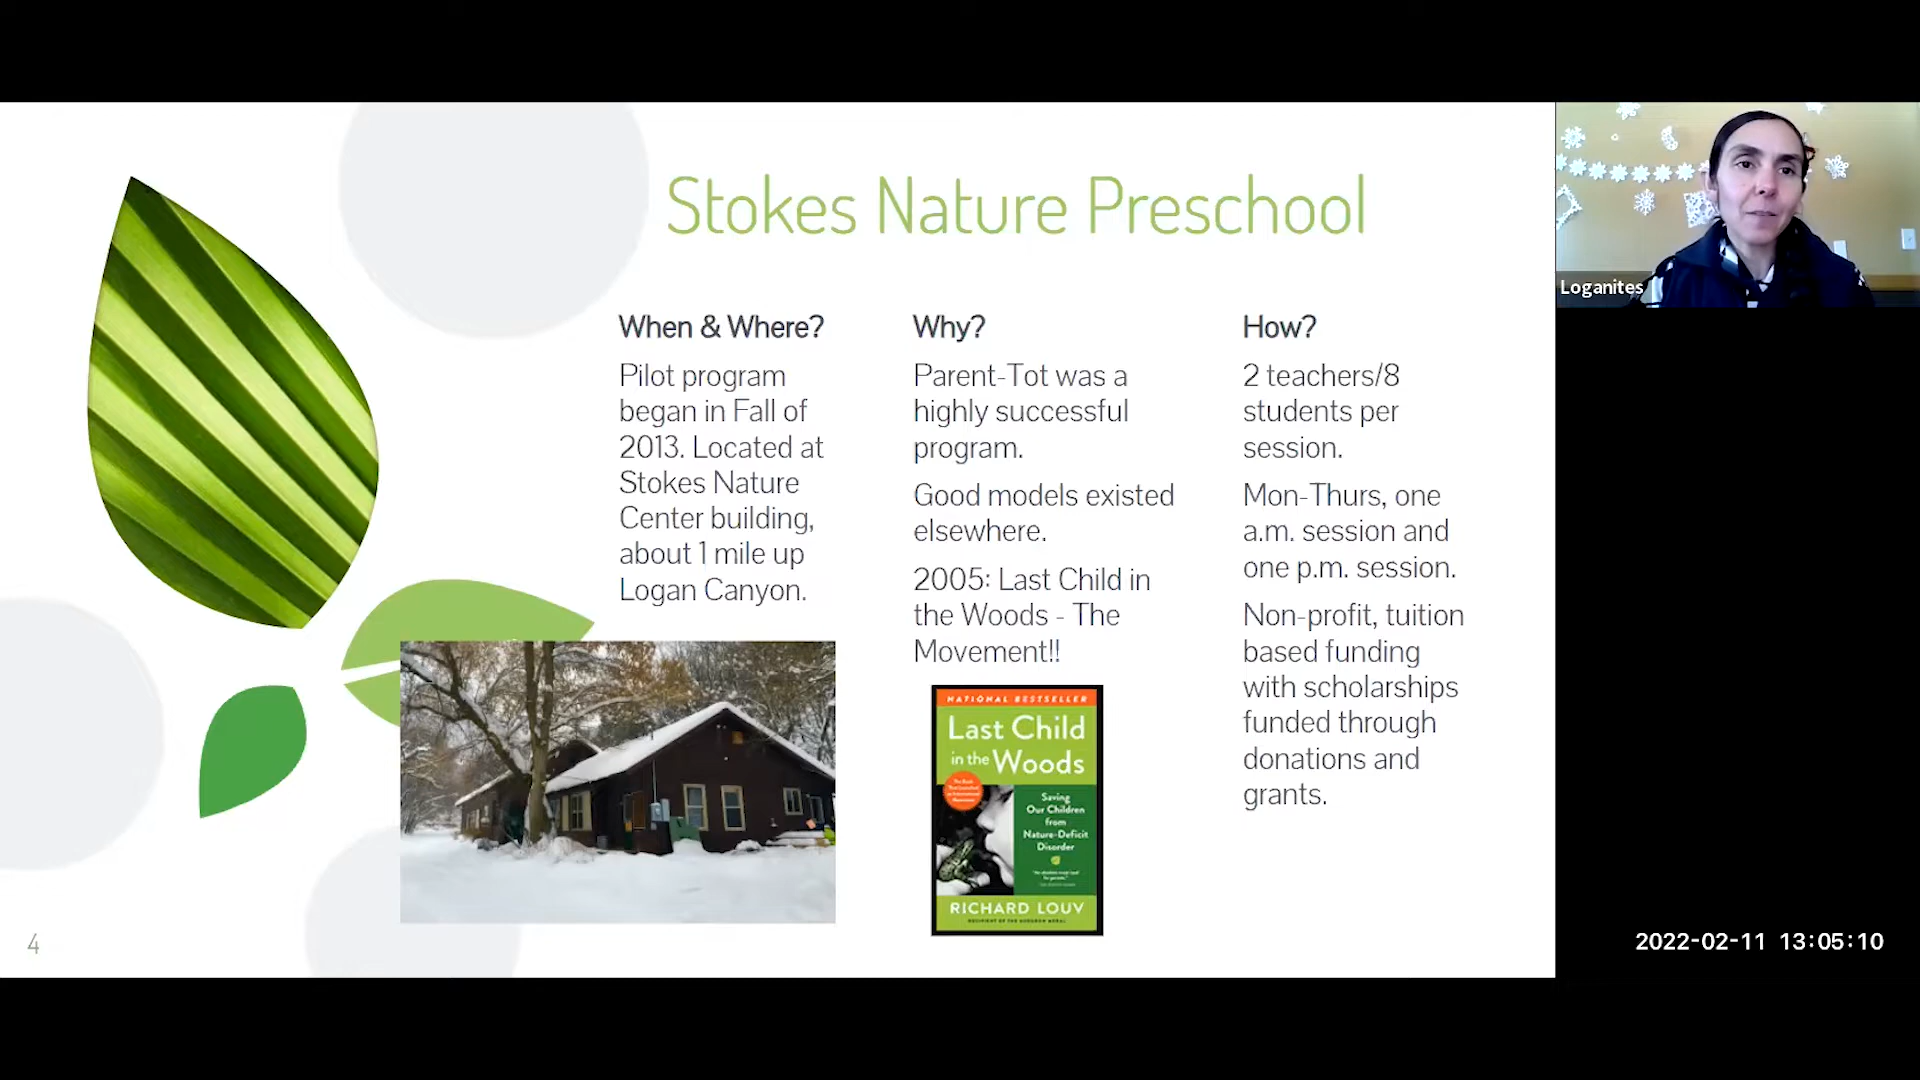 Stokes Nature Preschool
When & Where?
Pilot program
began in Fall of
2013. Located at
Stokes Nature
Center building,
about 1 mile up
Logan Canyon.
Why?
Parent-Tot was a
highly successful
program.
Good models existed
elsewhere.
2005: Last Child in
the Woods - The
Movement!!
NATIONAL BESTSELLER
Last Child
in the Woods
Saving
Our Children
from
Nature-Deficit
Disorder
RICHARD LOUV
How?
2 teachers/8
students per
session.
Mon-Thurs, one
a.m. session and
one p.m. session.
Non-profit, tuition
based funding
with scholarships
funded through
donations and
grants.
4
Loganites
2022-02-11 13:05:10